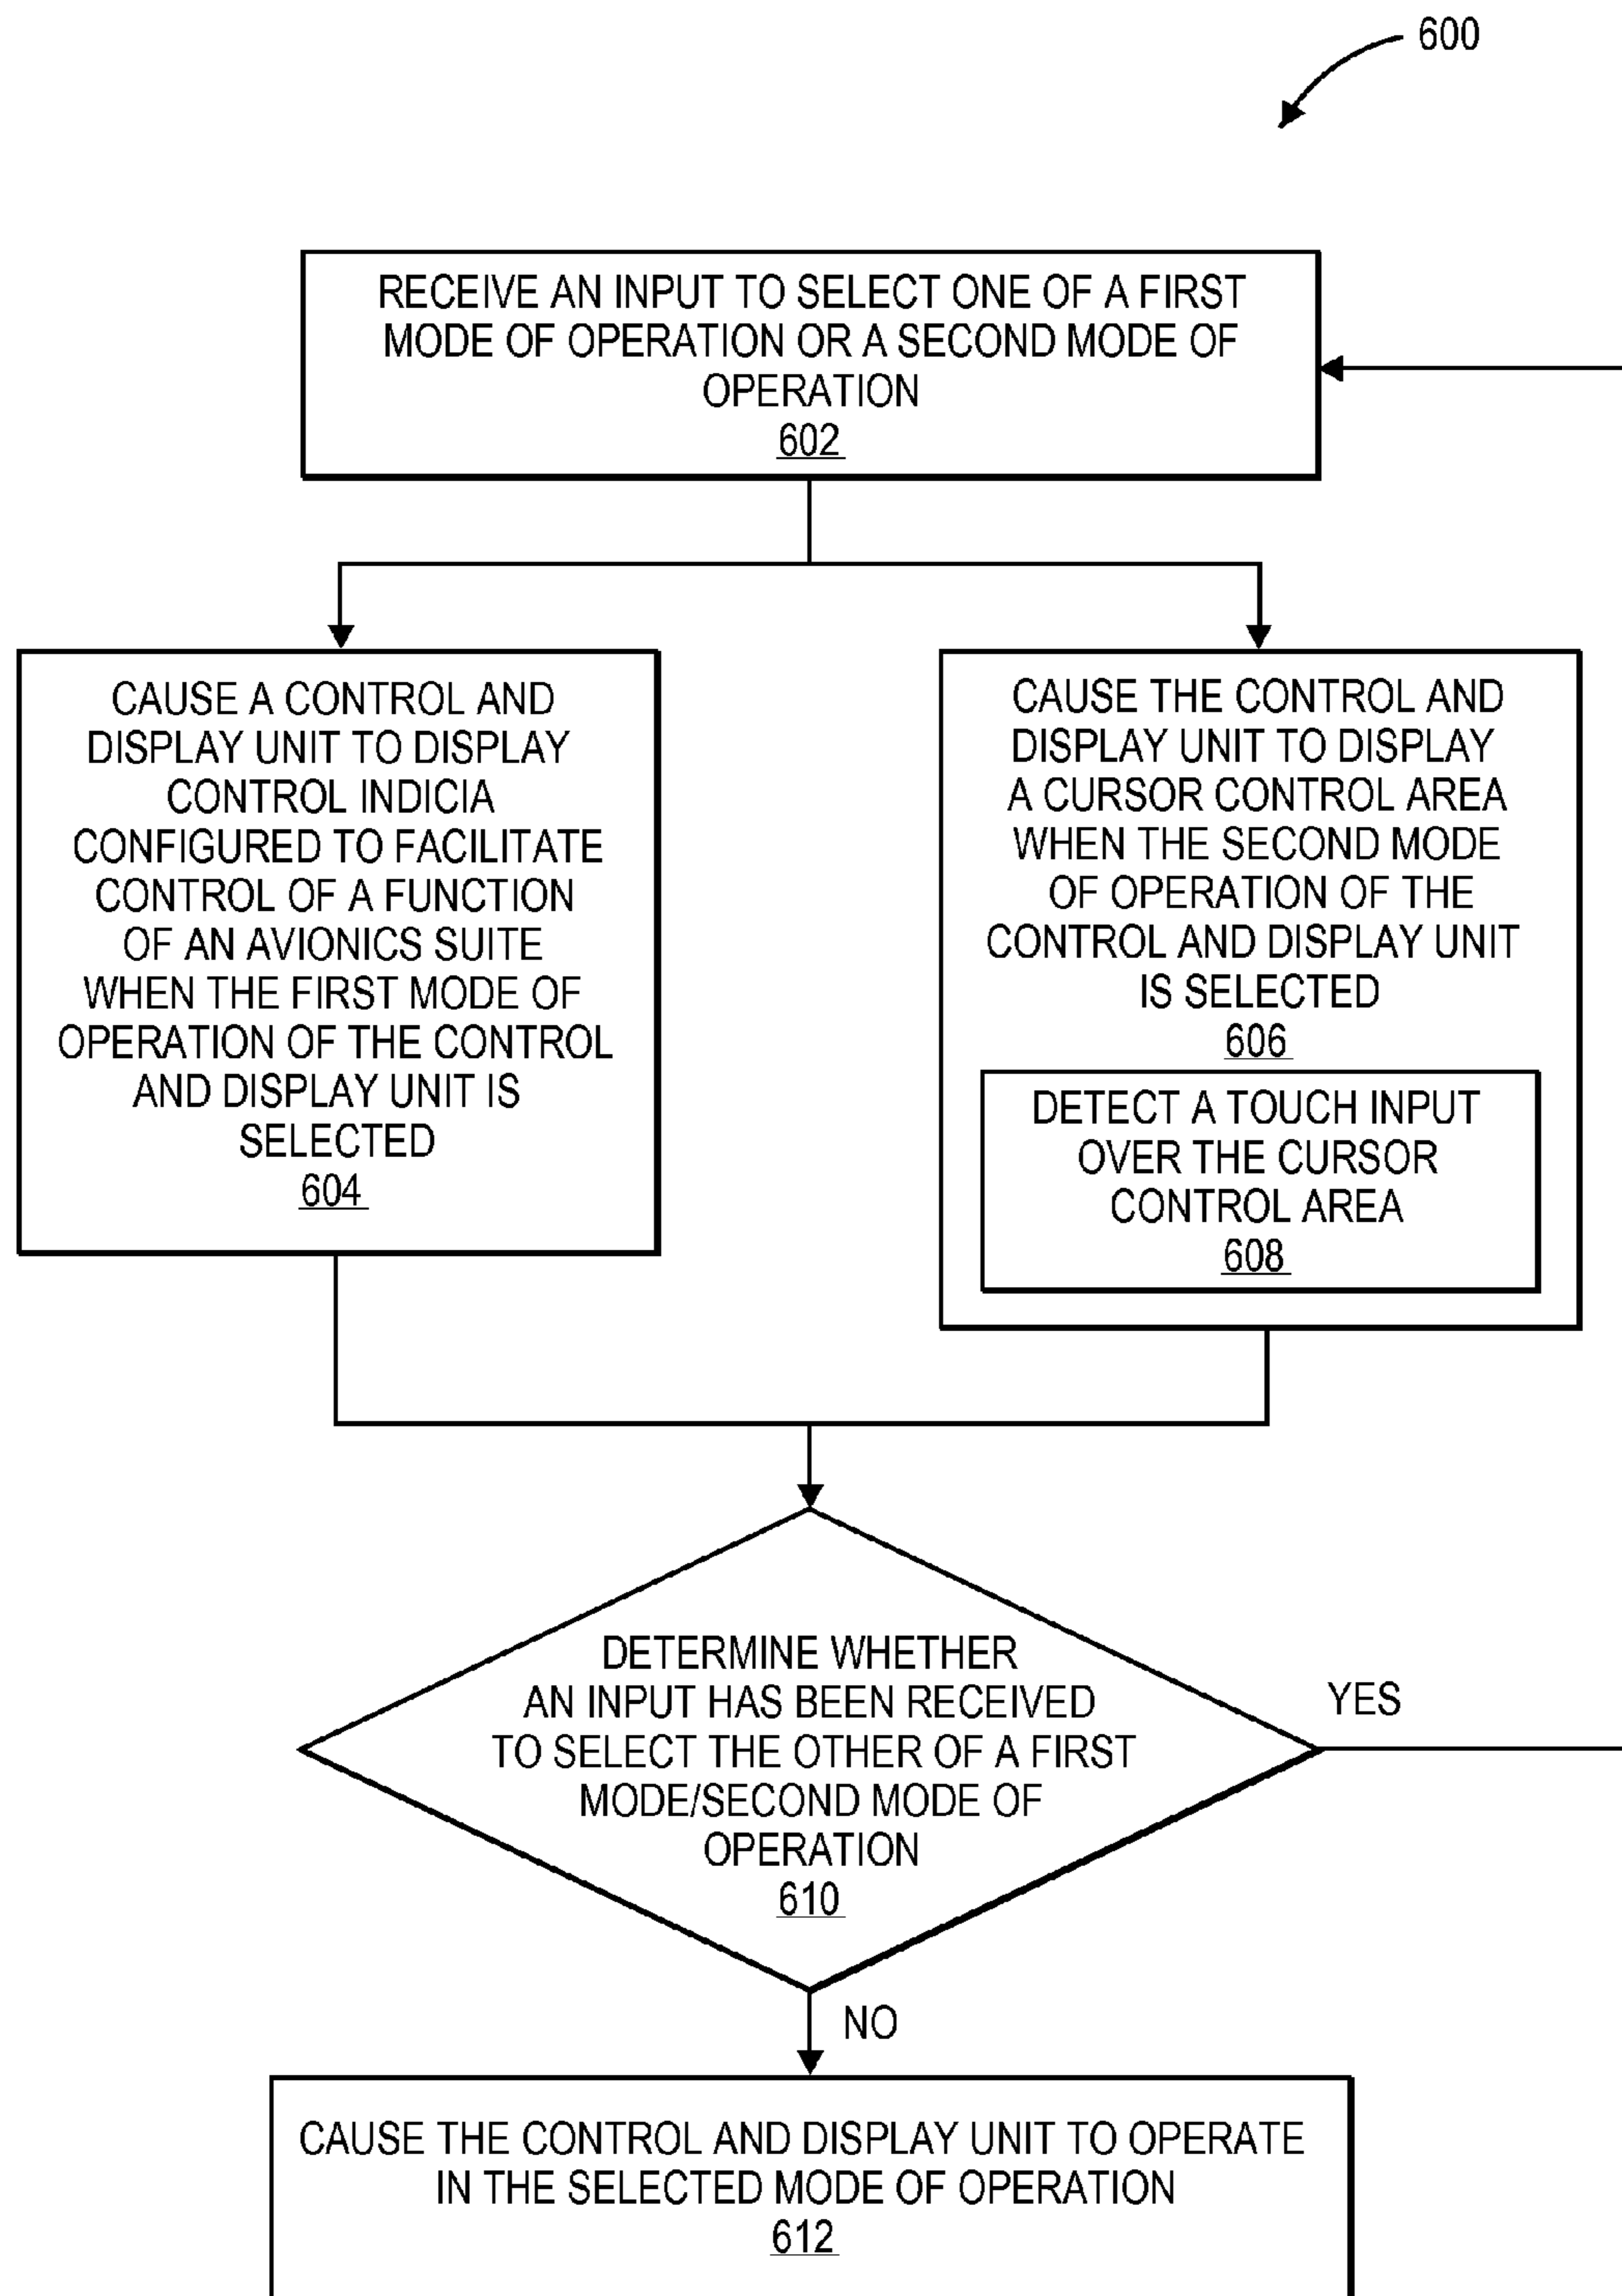 600
RECEIVE AN INPUT TO SELECT ONE OF A FIRST
MODE OF OPERATION OR A SECOND MODE OF
OPERATION
602
CAUSE A CONTROL AND
DISPLAY UNIT TO DISPLAY
CONTROL INDICIA
CONFIGURED TO FACILITATE
CONTROL OF A FUNCTION
OF AN AVIONICS SUITE
WHEN THE FIRST MODE OF
OPERATION OF THE CONTROL
AND DISPLAY UNIT IS
SELECTED
604
CAUSE THE CONTROL AND
DISPLAY UNIT TO DISPLAY
A CURSOR CONTROL AREA
WHEN THE SECOND MODE
OF OPERATION OF THE
CONTROL AND DISPLAY UNIT
IS SELECTED
606
DETECT A TOUCH INPUT
OVER THE CURSOR
CONTROL AREA
608
DETERMINE WHETHER
AN INPUT HAS BEEN RECEIVED
TO SELECT THE OTHER OF A FIRST
MODE/SECOND MODE OF
OPERATION
610
YES
NO
CAUSE THE CONTROL AND DISPLAY UNIT TO OPERATE
IN THE SELECTED MODE OF OPERATION
612